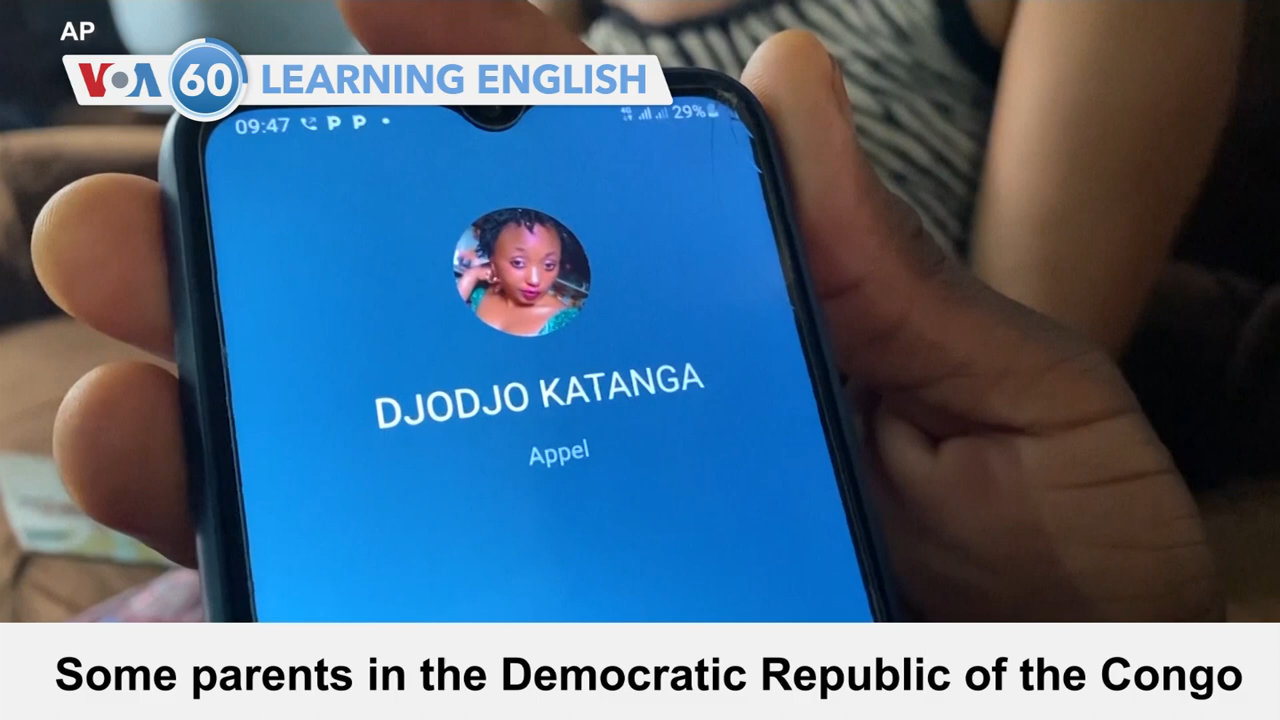 AP
VOA 60 LEARNING ENGLISH
09:47 P P 4G 29%
DJODJO KATANGA
Appel
Some parents in the Democratic Republic of the Congo